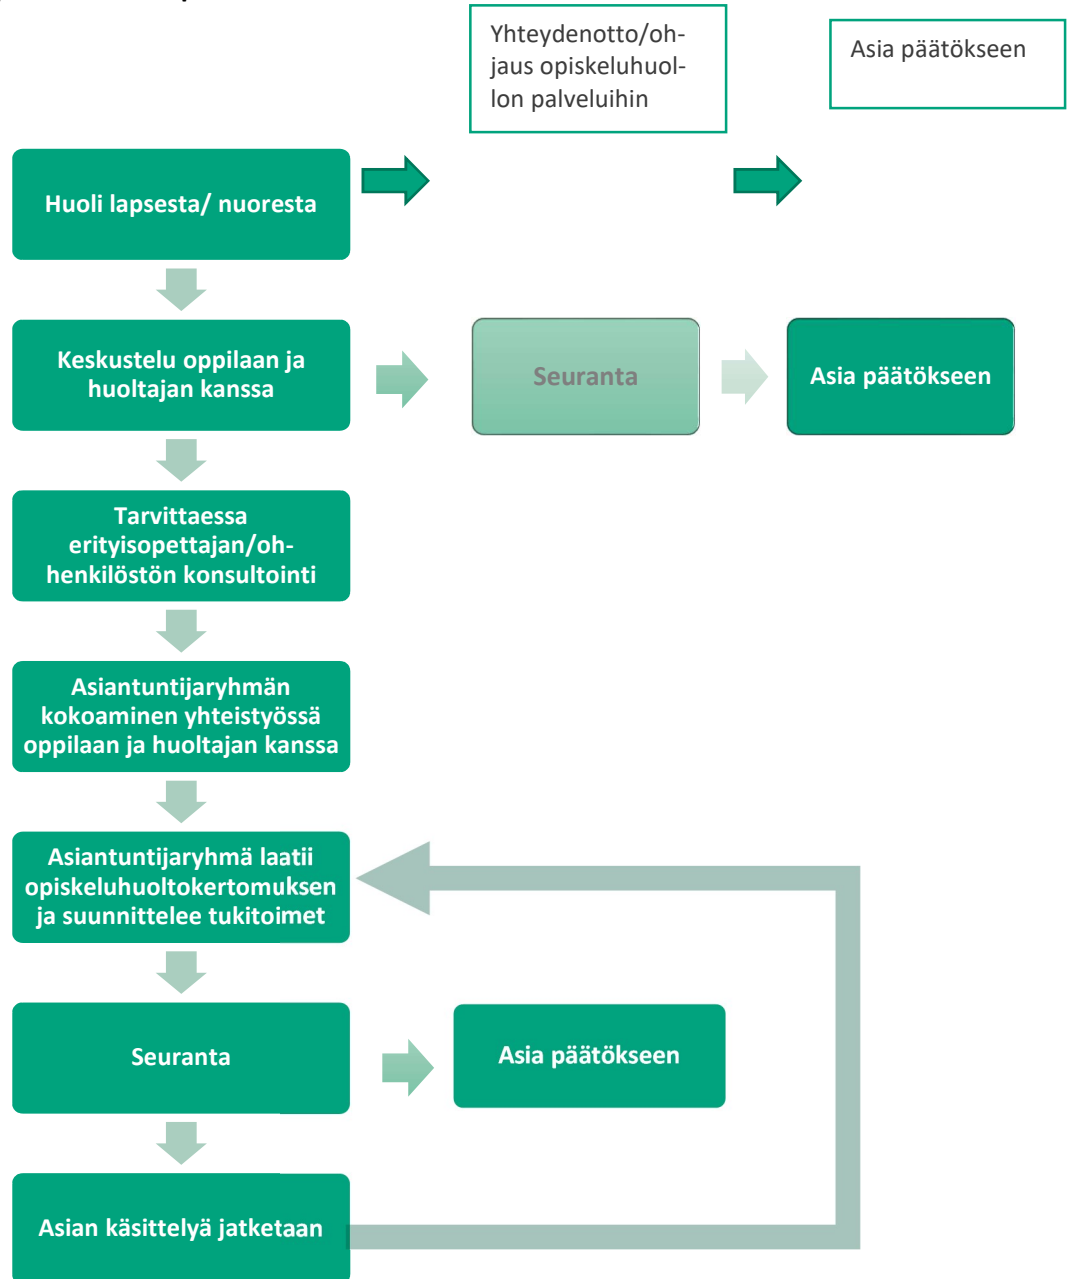 Yhteydenotto/oh-
jaus opiskeluhuol-
lon palveluihin
Asia päätökseen
Huoli lapsesta/ nuoresta
Keskustelu oppilaan ja
huoltajan kanssa
Seuranta
Asia päätökseen
Tarvittaessa
erityisopettajan/oh-
henkilöstön konsultointi
Asiantuntijaryhmän
kokoaminen yhteistyössä
oppilaan ja huoltajan kanssa
Asiantuntijaryhmä laatii
opiskeluhuoltokertomuksen
ja suunnittelee tukitoimet
Seuranta
Asia päätökseen
Asian käsittelyä jatketaan